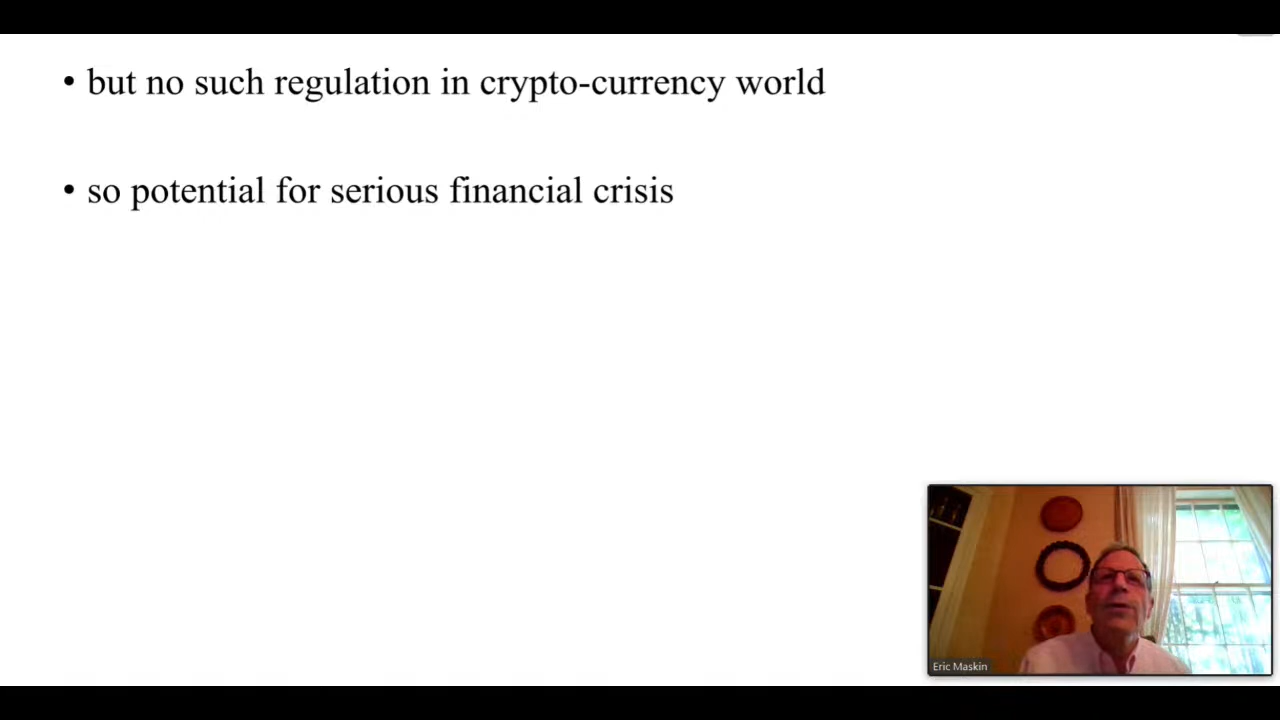 • but no such regulation in crypto-currency world
• so potential for serious financial crisis
Eric Maskin